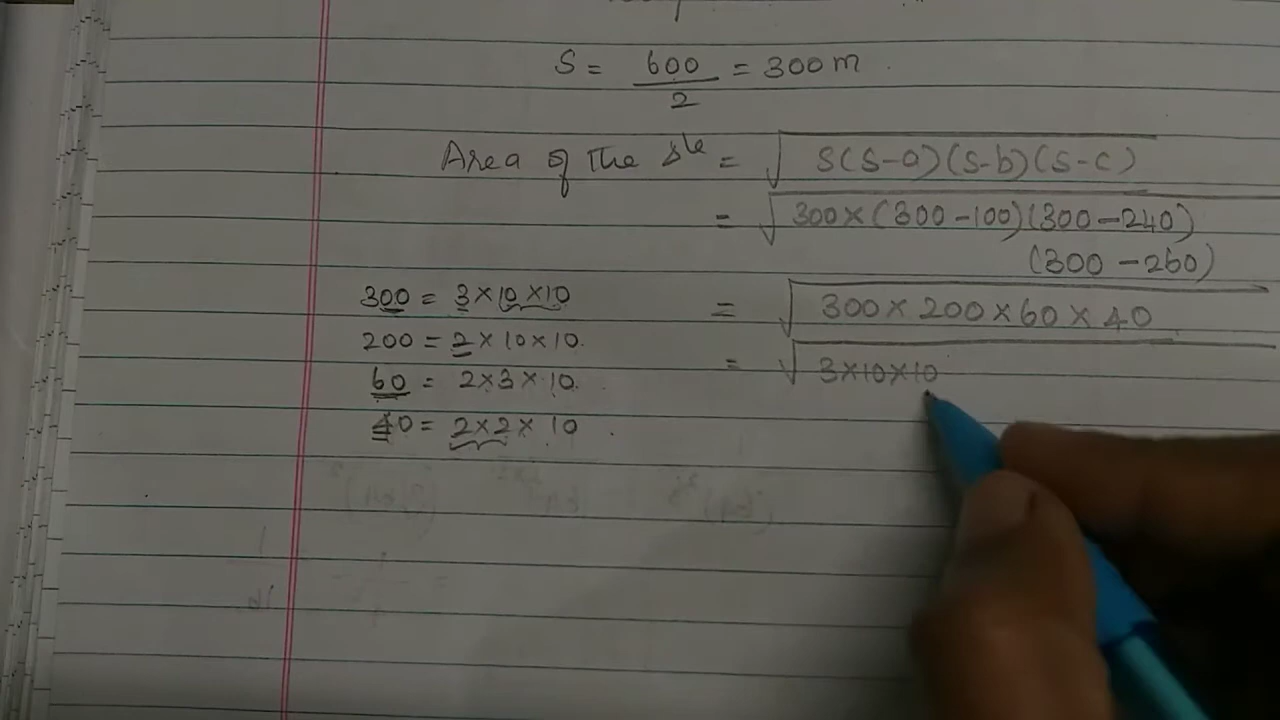 S = 600/2 = 300 m.
Area of the sle = √S(S-a)(S-b)(S-c)
= √300×(300-100)(300-240)
(300-260)
300 = 3×10×10
= √300×200×60×40
200 = 2×10×10.
= √3×10×10
60 = 2×3×10.
40 = 2×2×10.